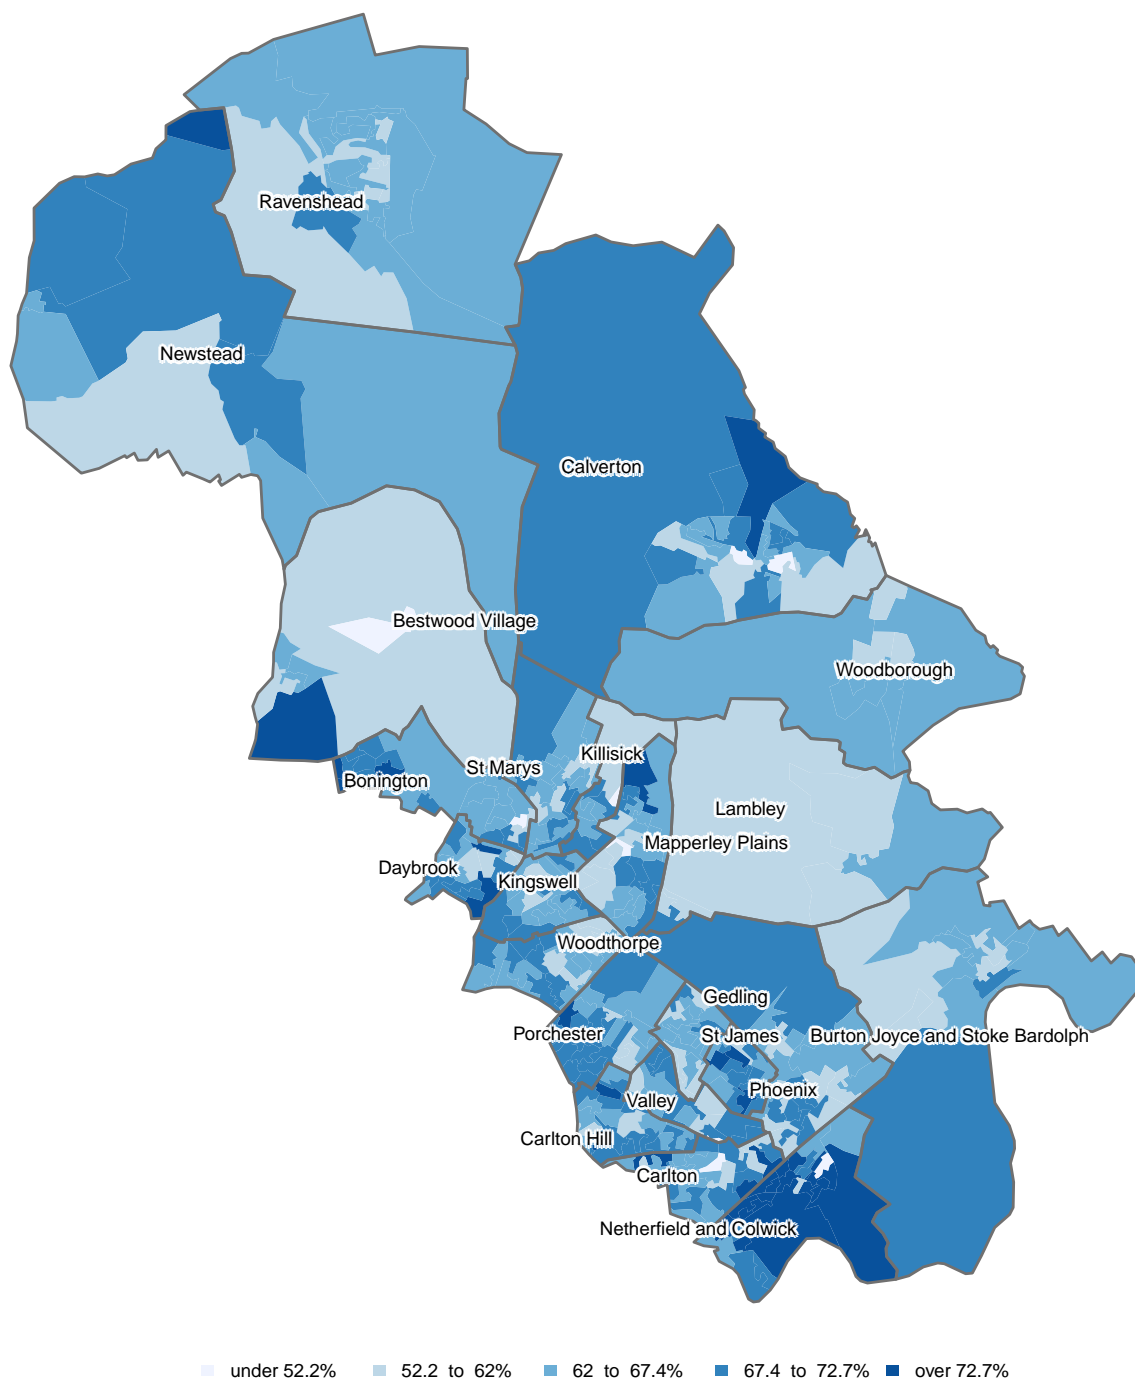 Ravenshead
Newstead
Calverton
Bestwood Village
Woodborough
Killisick
St Marys
Bonington
Lambley
Mapperley Plains
Daybrook
Kingswell
Woodthorpe
Gedling
Porchester
St James
Burton Joyce and Stoke Bardolph
Phoenix
Valley
Carlton Hill
Carlton
Netherfield and Colwick
under 52.2% 52.2 to 62% 62 to 67.4% 67.4 to 72.7% over 72.7%